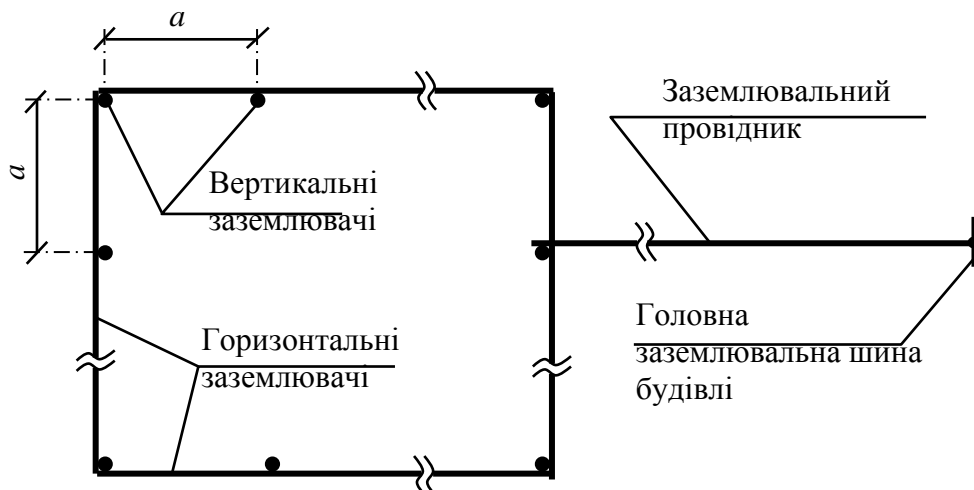 a
Заземлювальний
провідник
a
Вертикальні
заземлювачі
Горизонтальні
заземлювачі
Головна
заземлювальна шина
будівлі